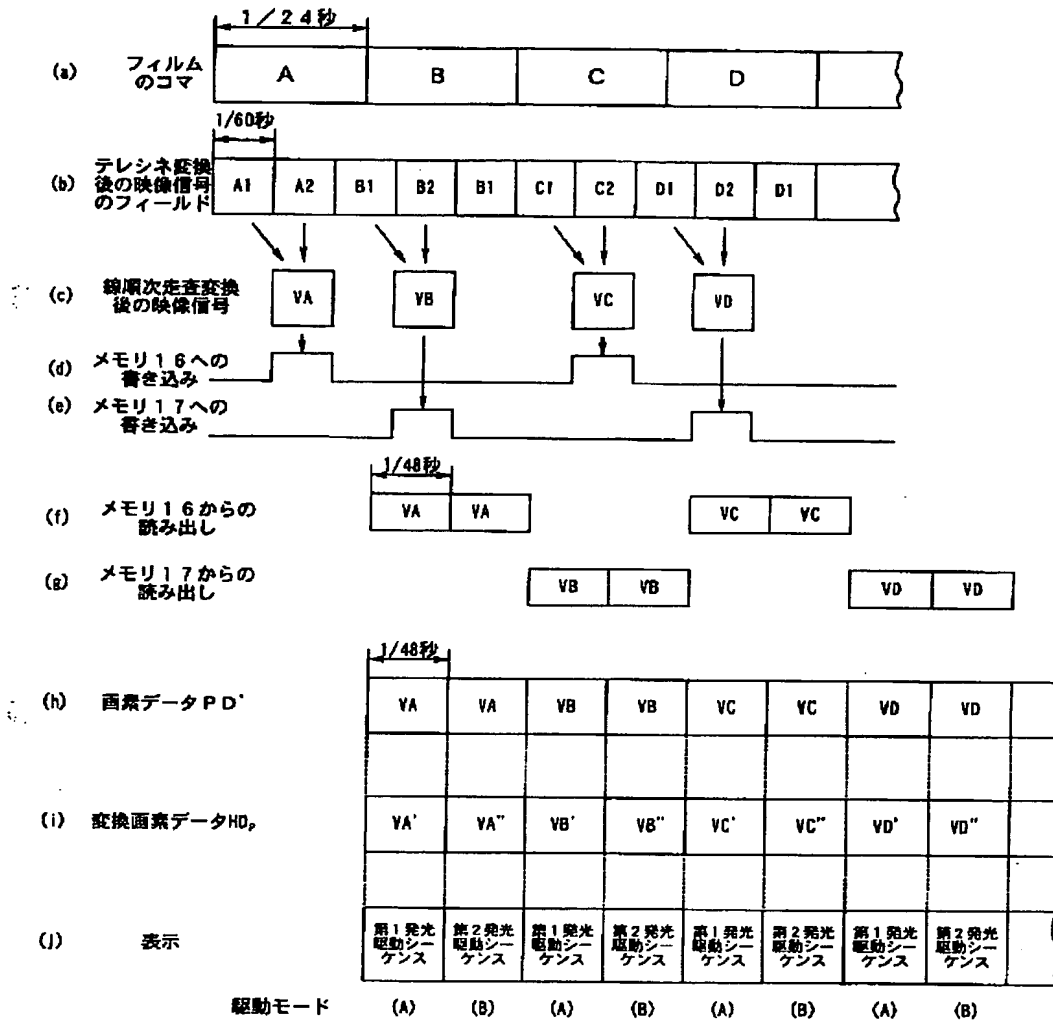 1/24秒
(a) フィルム
のコマ
A B C D
1/60秒
(b) テレシネ変換
後の映像信号
のフィールド
A1 A2 B1 B2 B1 C1 C2 D1 D2 D1
(c) 線順次走査変換
後の映像信号
VA VB VC VD
(d) メモリ16への
書き込み
(e) メモリ17への
書き込み
1/48秒
(f) メモリ16からの
読み出し
VA VA VC VC
(g) メモリ17からの
読み出し
VB VB VD VD
1/48秒
(h) 画素データPD'
VA VA VB VB VC VC VD VD
(i) 変換画素データHDP
VA' VA" VB' VB" VC' VC" VD' VD"
(j) 表示
第1発光 第2発光 第1発光 第2発光 第1発光 第2発光 第1発光 第2発光
駆動シー 駆動シー 駆動シー 駆動シー 駆動シー 駆動シー 駆動シー 駆動シー
ケンス ケンス ケンス ケンス ケンス ケンス ケンス ケンス
駆動モード (A) (B) (A) (B) (A) (B) (A) (B)